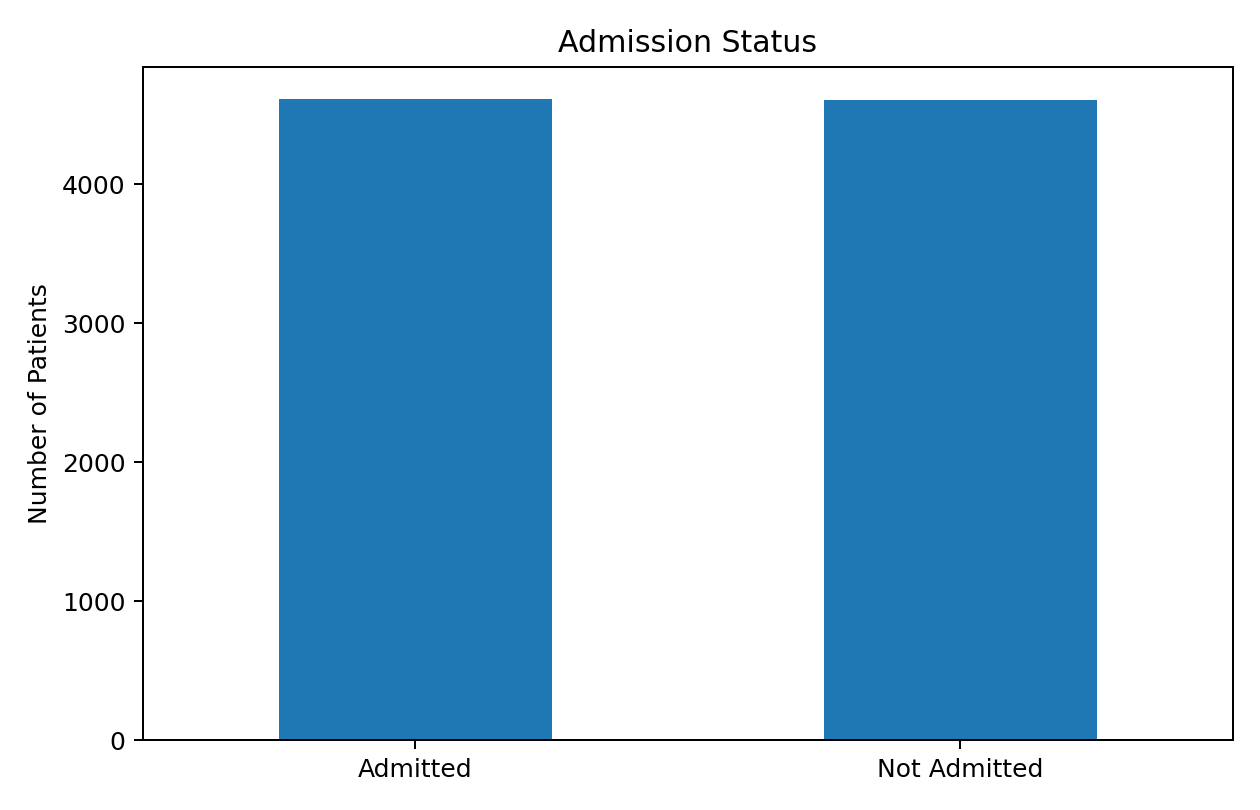 Admission Status
Number of Patients
4000
3000
2000
1000
0
Admitted
Not Admitted